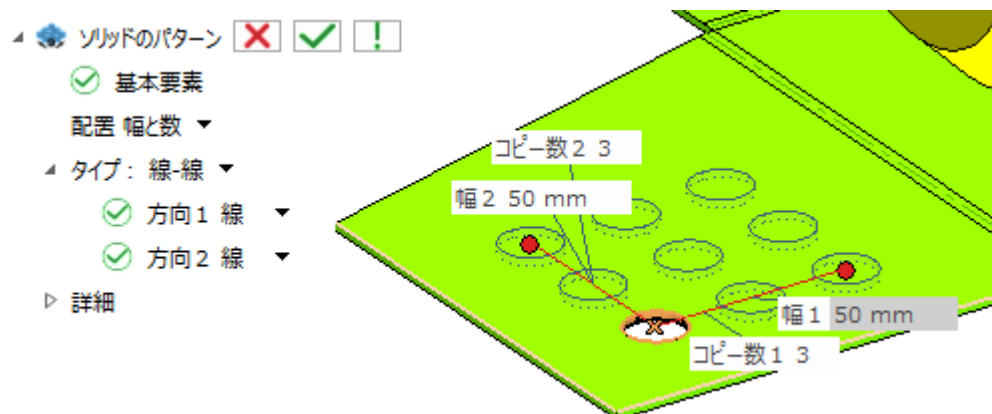 ソリッドのパターン
基本要素
配置 幅と数
タイプ： 線-線
方向１ 線
方向２ 線
詳細
コピー数２ 3
幅２ 50 mm
幅１ 50 mm
コピー数１ 3